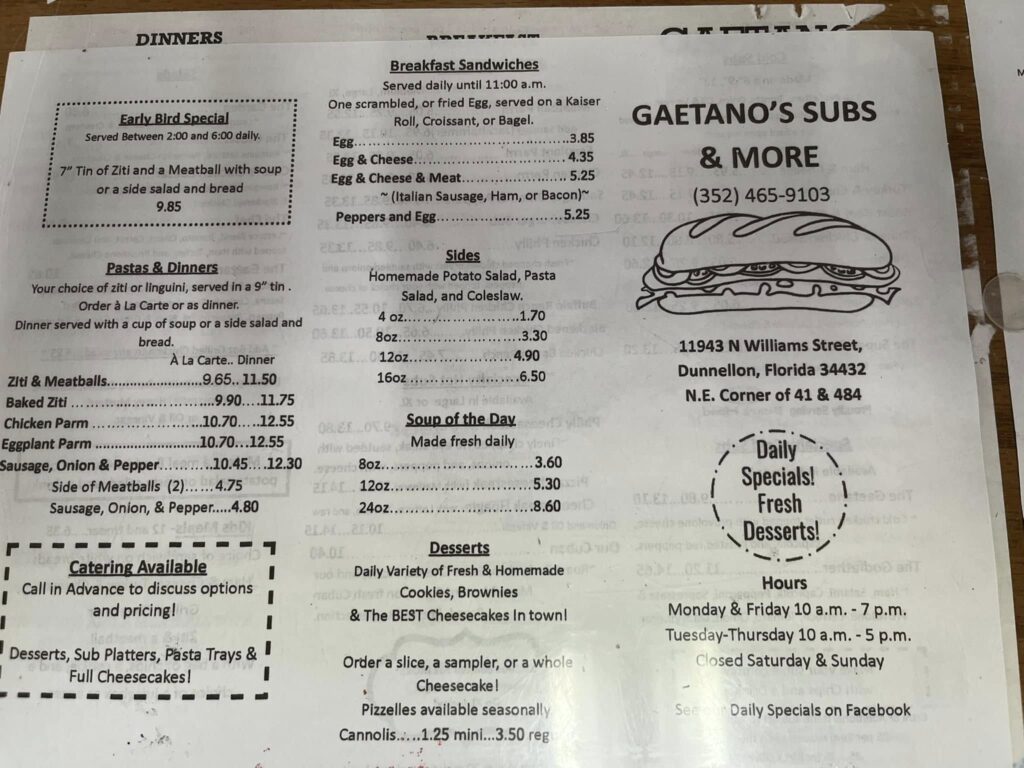 DINNERS
Early Bird Special
Served Between 2:00 and 6:00 daily.
7" Tin of Ziti and a Meatball with soup
or a side salad and bread
9.85
Pastas & Dinners
Your choice of ziti or linguini, served in a 9" tin .
Order à La Carte or as dinner.
Dinner served with a cup of soup or a side salad and
bread.
À La Carte.. Dinner
Ziti & Meatballs.......................9.65.. 11.50
Baked Ziti ..............................9.90....11.75
Chicken Parm ......................10.70....12.55
Eggplant Parm ......................10.70...12.55
Sausage, Onion & Pepper...........10.45....12.30
Side of Meatballs (2)......4.75
Sausage, Onion, & Pepper.....4.80
Catering Available
Call in Advance to discuss options
and pricing!
Desserts, Sub Platters, Pasta Trays &
Full Cheesecakes!
BREAKFAST
Breakfast Sandwiches
Served daily until 11:00 a.m.
One scrambled, or fried Egg, served on a Kaiser
Roll, Croissant, or Bagel.
Egg.............................................3.85
Egg & Cheese..............................4.35
Egg & Cheese & Meat....................5.25
~ (Italian Sausage, Ham, or Bacon)~
Peppers and Egg........................5.25
Sides
Homemade Potato Salad, Pasta
Salad, and Coleslaw.
4 oz..........................1.70
8oz...........................3.30
12oz.........................4.90
16oz .........................6.50
Soup of the Day
Made fresh daily
8oz.................................3.60
12oz................................5.30
24oz................................8.60
Desserts
Daily Variety of Fresh & Homemade
Cookies, Brownies
& The BEST Cheesecakes In town!
Order a slice, a sampler, or a whole
Cheesecake!
Pizzelles available seasonally
Cannolis.....1.25 mini...3.50 reg
GAETANO
GAETANO'S SUBS
& MORE
(352) 465-9103
11943 N Williams Street,
Dunnellon, Florida 34432
N.E. Corner of 41 & 484
Daily
Specials!
Fresh
Desserts!
Hours
Monday & Friday 10 a.m. - 7 p.m.
Tuesday-Thursday 10 a.m. - 5 p.m.
Closed Saturday & Sunday
See our Daily Specials on Facebook